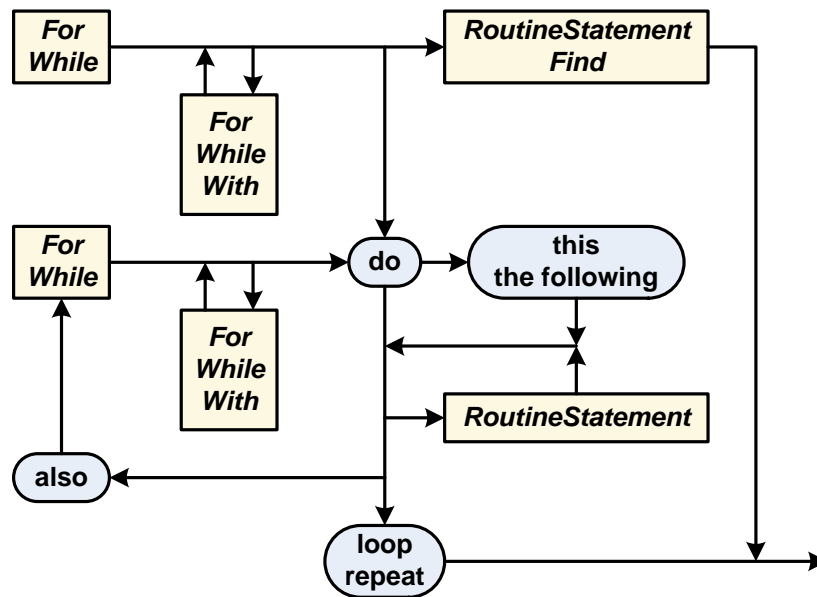 For
While
RoutineStatement
Find
For
While
With
For
While
do
this
the following
For
While
With
RoutineStatement
also
loop
repeat